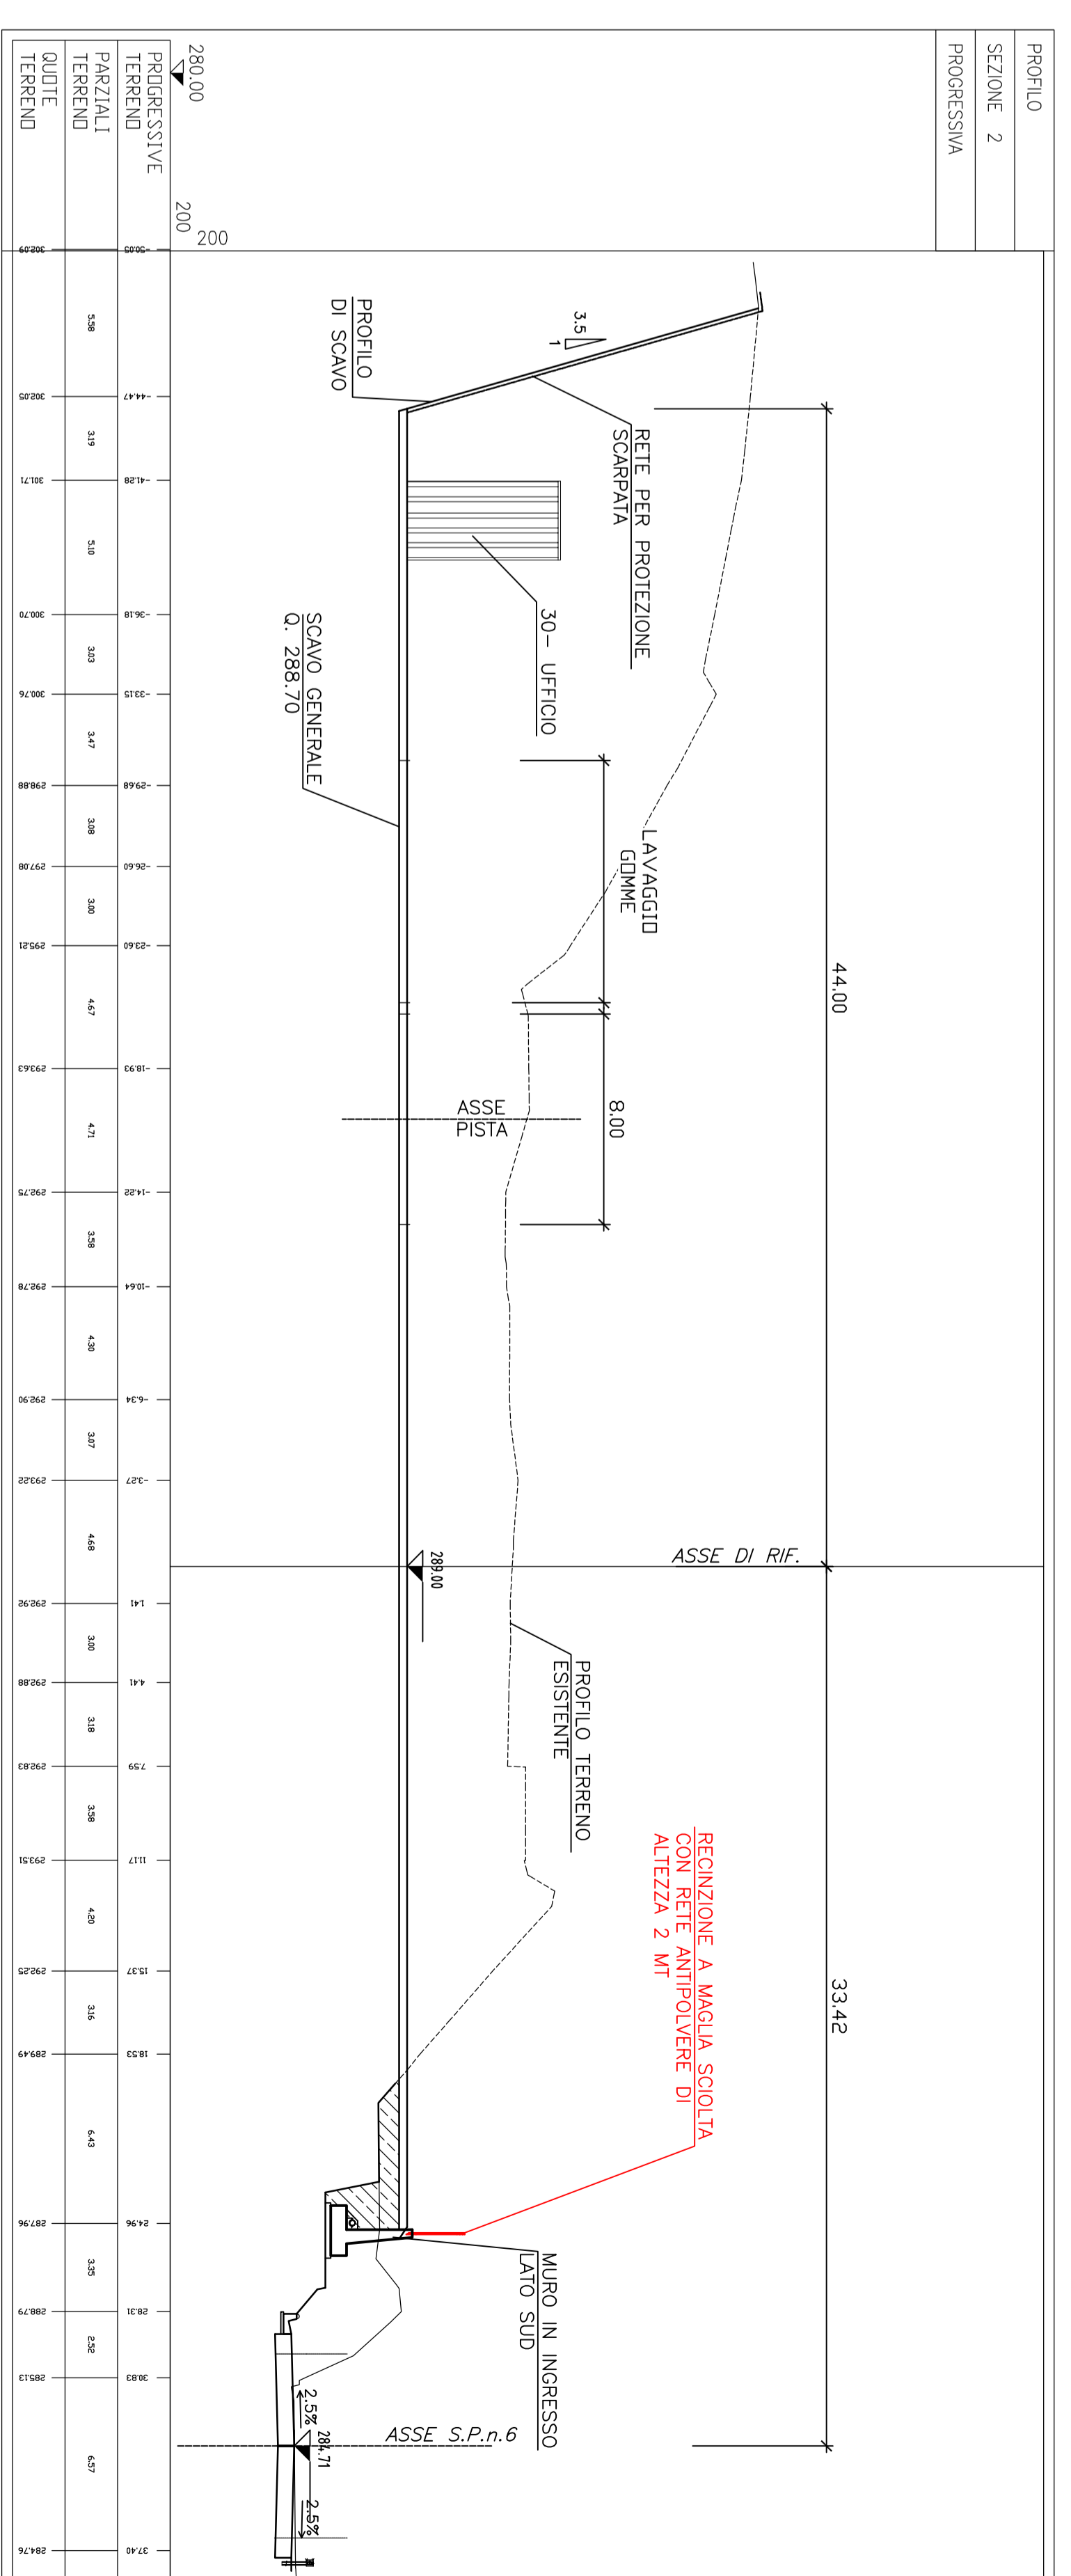 PROFILO
SEZIONE 2
PROGRESSIVA
44.00
33.42
3.5
1
RETE PER PROTEZIONE
SCARPATA
PROFILO
DI SCAVO
30- UFFICIO
SCAVO GENERALE
Q. 288.70
LAVAGGIO
GOMME
8.00
ASSE
PISTA
ASSE DI RIF.
289.00
PROFILO TERRENO
ESISTENTE
RECINZIONE A MAGLIA SCIOLTA
CON RETE ANTIPOLVERE DI
ALTEZZA 2 MT
MURO IN INGRESSO
LATO SUD
ASSE S.P.n.6
2.5%
284.71
2.5%
200
200
280.00
PROGRESSIVE
TERRENO
-50.05 -44.47 -41.28 -36.18 -33.15 -29.68 -26.60 -23.60 -18.93 -14.22 -10.64 -6.34 -3.27 1.41 4.41 7.59 11.17 15.37 18.53 24.96 28.31 30.83 37.40
PARZIALI
TERRENO
5.58 3.19 5.10 3.03 3.47 3.08 3.00 4.67 4.71 3.58 4.30 3.07 4.68 3.00 3.18 3.58 4.20 3.16 6.43 3.35 2.52 6.57
QUOTE
TERRENO
302.09 302.05 301.71 300.70 300.76 298.88 297.08 295.21 293.63 292.75 292.78 292.90 293.22 292.92 292.88 292.83 293.51 292.25 289.49 287.96 288.79 285.13 284.76